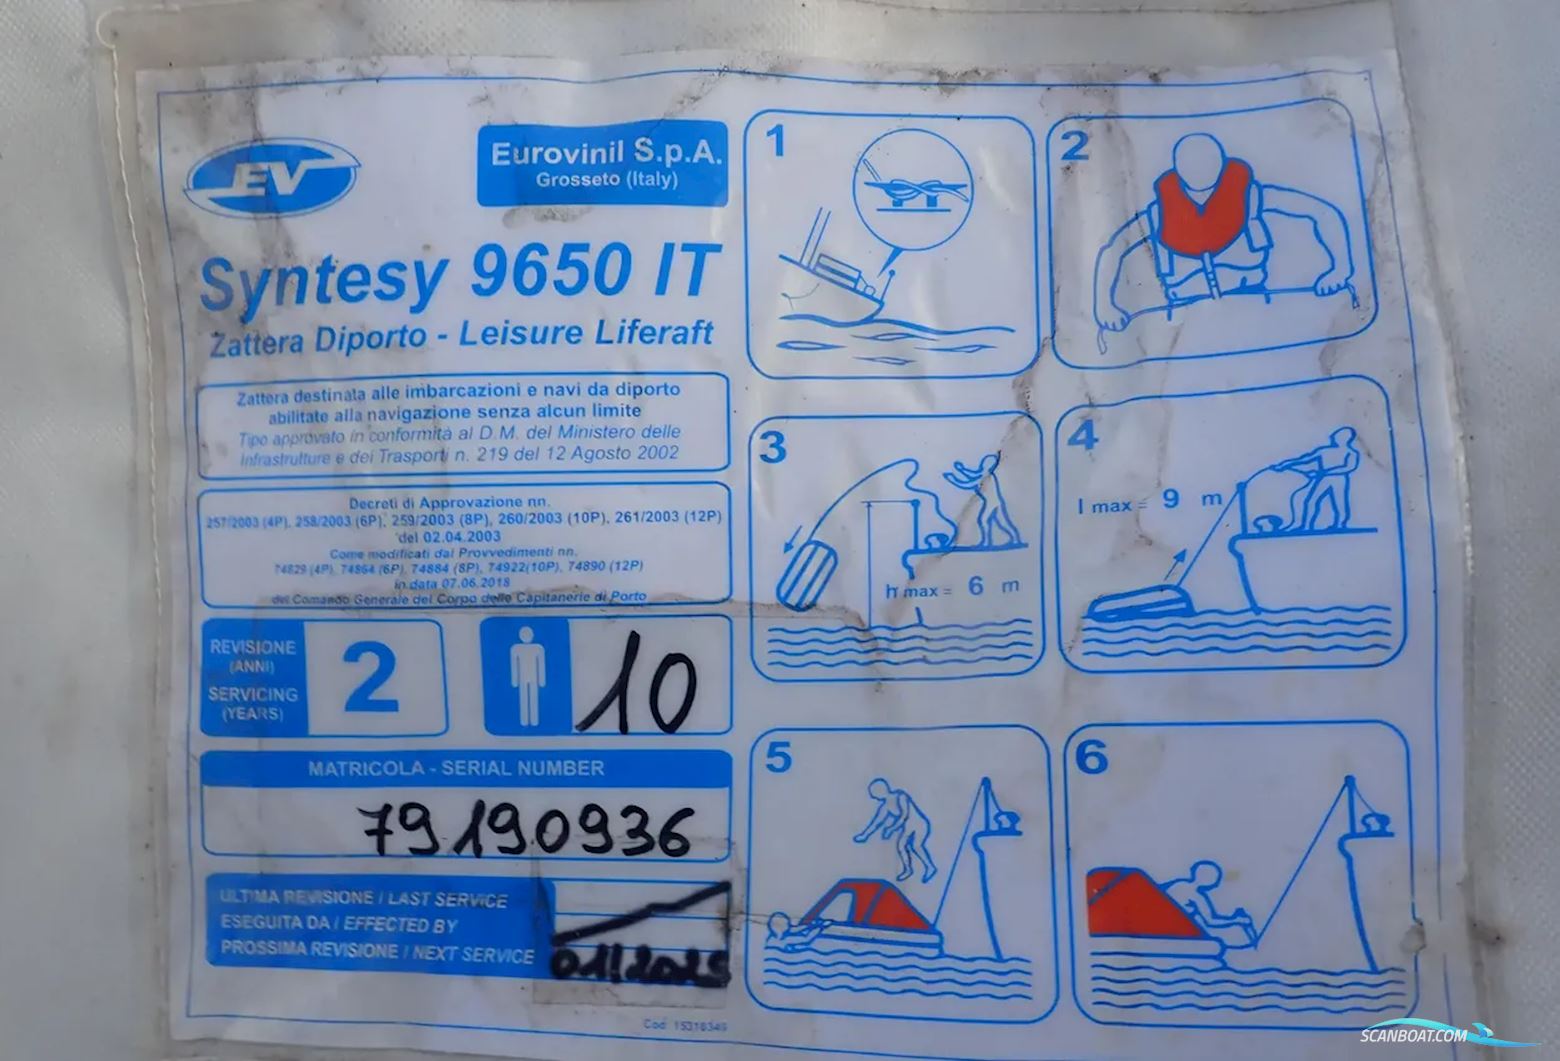 EV
Eurovinil S.p.A.
Grosseto (Italy)
Syntesy 9650 IT
Zattera Diporto - Leisure Liferaft
Zattera destinata alle imbarcazioni e navi da diporto
abilitate alla navigazione senza alcun limite
Tipo approvato in conformità al D.M. del Ministero delle
Infrastrutture e dei Trasporti n. 219 del 12 Agosto 2002
Decreti di Approvazione nn.
257/2003 (4P), 258/2003 (6P), 259/2003 (8P), 260/2003 (10P), 261/2003 (12P)
del 02.04.2003
Come modificati dai Provvedimenti nn.
74829 (4P), 74864 (6P), 74884 (8P), 74922(10P), 74890 (12P)
in data 07.06.2018
del Comando Generale del Corpo delle Capitanerie di Porto
REVISIONE
(ANNI)
SERVICING
(YEARS)
2
10
MATRICOLA - SERIAL NUMBER
79190936
ULTIMA REVISIONE / LAST SERVICE
ESEGUITA DA / EFFECTED BY
PROSSIMA REVISIONE / NEXT SERVICE
Cod. 15316349
1
2
3
h max = 6 m
4
l max = 9 m
5
6
SCANBOAT.COM